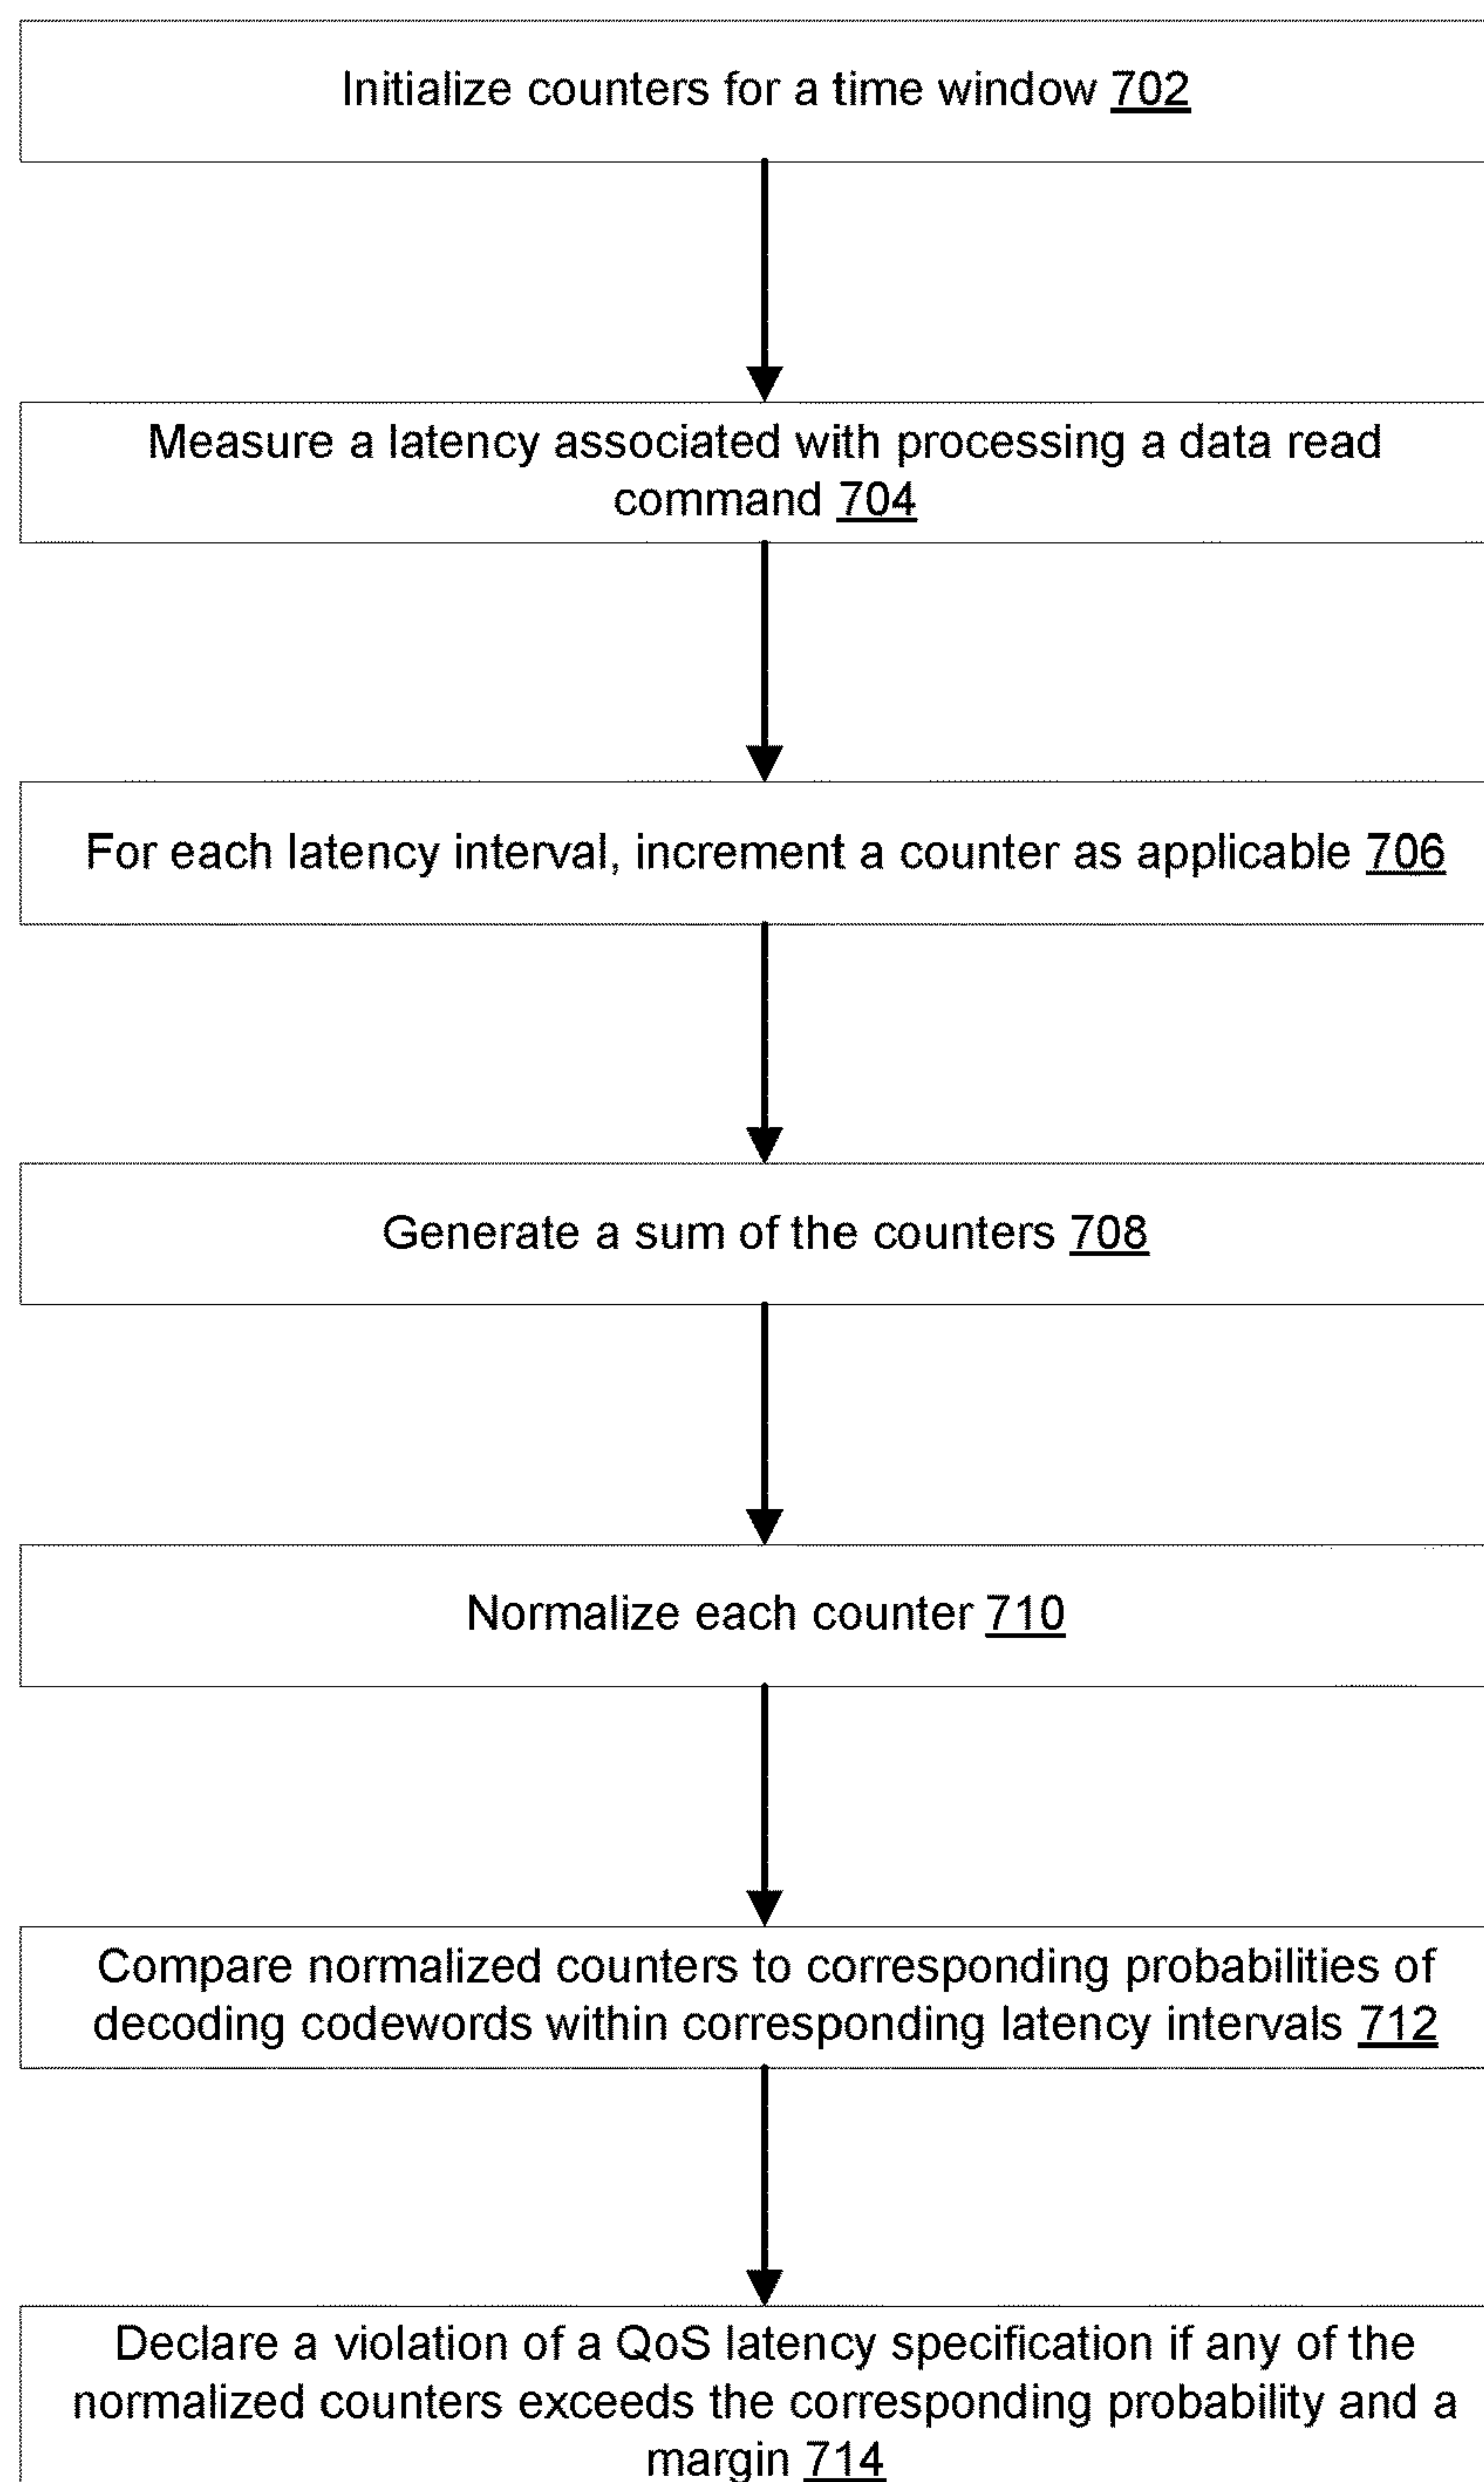 Initialize counters for a time window 702
Measure a latency associated with processing a data read
command 704
For each latency interval, increment a counter as applicable 706
Generate a sum of the counters 708
Normalize each counter 710
Compare normalized counters to corresponding probabilities of
decoding codewords within corresponding latency intervals 712
Declare a violation of a QoS latency specification if any of the
normalized counters exceeds the corresponding probability and a
margin 714